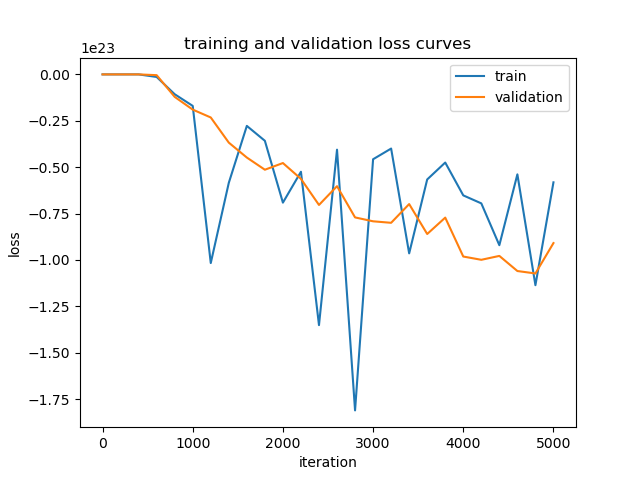 training and validation loss curves
1e23
0.00
−0.25
−0.50
−0.75
−1.00
−1.25
−1.50
−1.75
loss
train
validation
0 1000 2000 3000 4000 5000
iteration